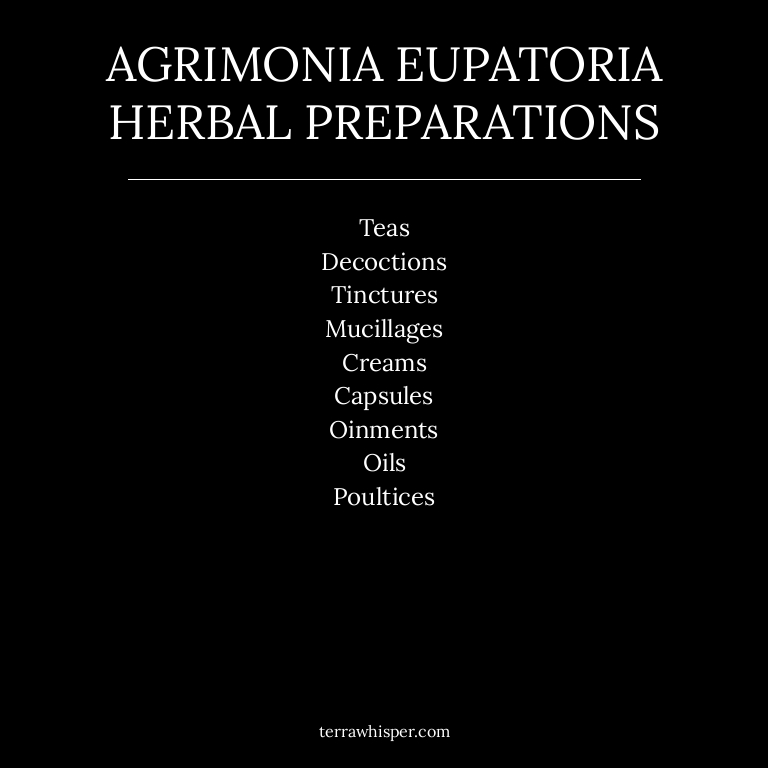 AGRIMONIA EUPATORIA
HERBAL PREPARATIONS
Teas
Decoctions
Tinctures
Mucillages
Creams
Capsules
Oinments
Oils
Poultices
terrawhisper.com